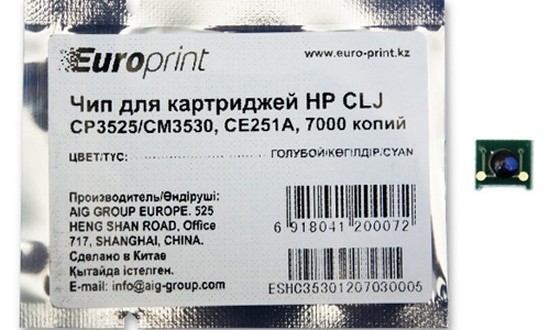 Europrint
www.euro-print.kz
Чип для картриджей HP CLJ
CP3525/CM3530, CE251A, 7000 копий
ЦВЕТ/ТҮС:
ГОЛУБОЙ/КӨГІЛДІР/CYAN
Производитель/Өндіруші:
AIG GROUP EUROPE. 525
HENG SHAN ROAD, Office
717, SHANGHAI, CHINA.
Сделано в Китае
Қытайда істелген.
E-mail: info@aig-group.com
6 918041 200072
ESHC35301207030005